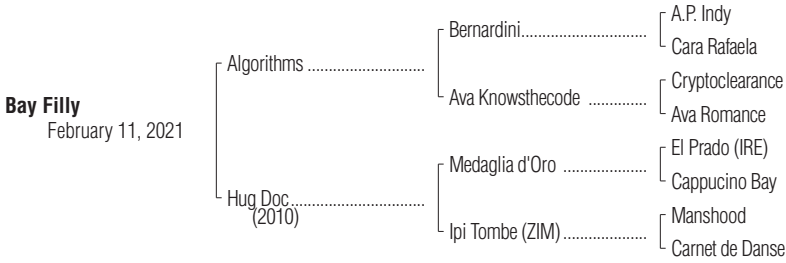 Bay Filly
February 11, 2021
Algorithms
Hug Doc
(2010)
Bernardini
Ava Knowsthecode
Medaglia d'Oro
Ipi Tombe (ZIM)
A.P. Indy
Cara Rafaela
Cryptoclearance
Ava Romance
El Prado (IRE)
Cappucino Bay
Manshood
Carnet de Danse